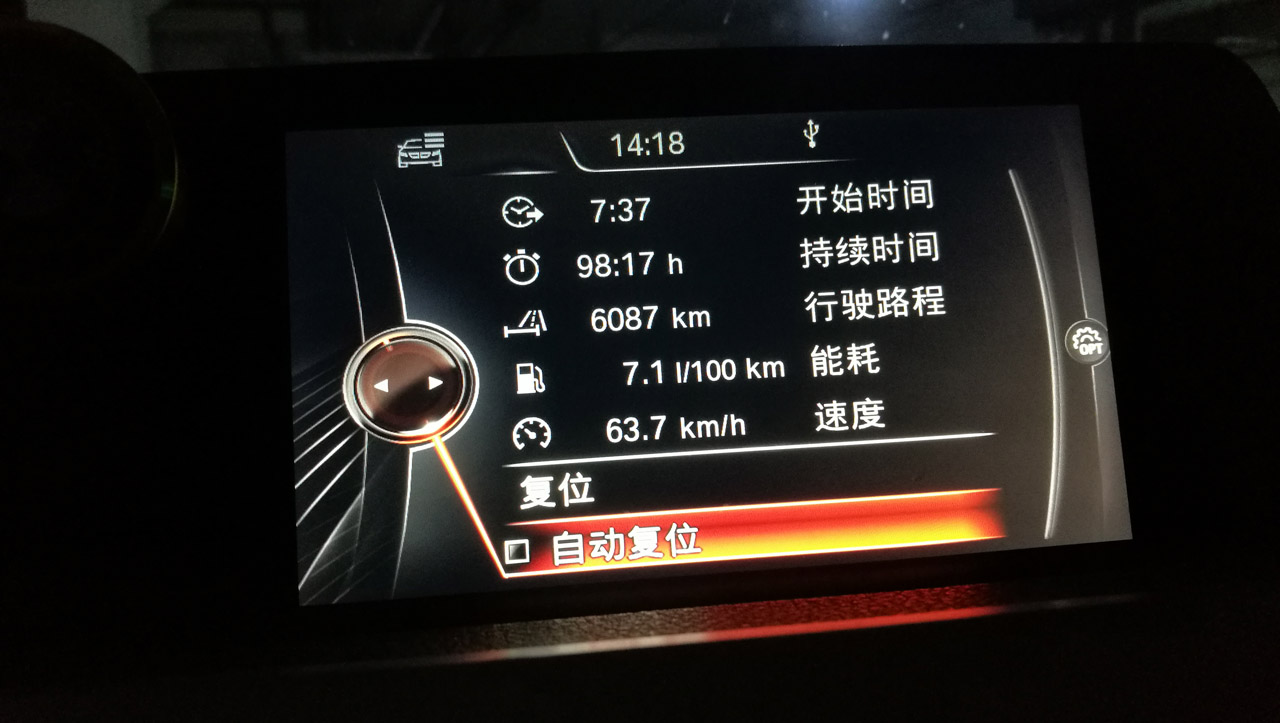 14:18
7:37 开始时间
98:17 h 持续时间
6087 km 行驶路程
7.1 l/100 km 能耗
63.7 km/h 速度
OPT
复位
自动复位